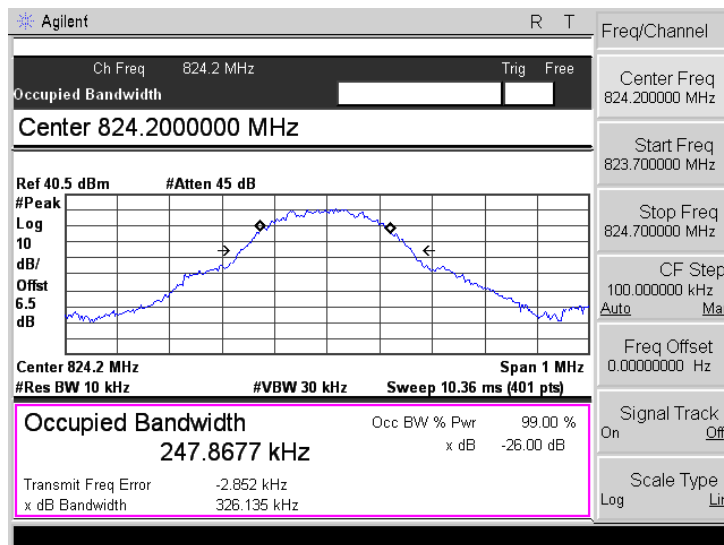 Agilent R T
Ch Freq 824.2 MHz Trig Free
Occupied Bandwidth
Center 824.2000000 MHz
Ref 40.5 dBm #Atten 45 dB
#Peak
Log
10
dB/
Offst
6.5
dB
Center 824.2 MHz Span 1 MHz
#Res BW 10 kHz #VBW 30 kHz Sweep 10.36 ms (401 pts)
Occupied Bandwidth Occ BW % Pwr 99.00 %
247.8677 kHz x dB -26.00 dB
Transmit Freq Error -2.852 kHz
x dB Bandwidth 326.135 kHz
Freq/Channel
Center Freq
824.200000 MHz
Start Freq
823.700000 MHz
Stop Freq
824.700000 MHz
CF Step
100.000000 kHz
Auto Ma
Freq Offset
0.00000000 Hz
Signal Track
On Off
Scale Type
Log Lin